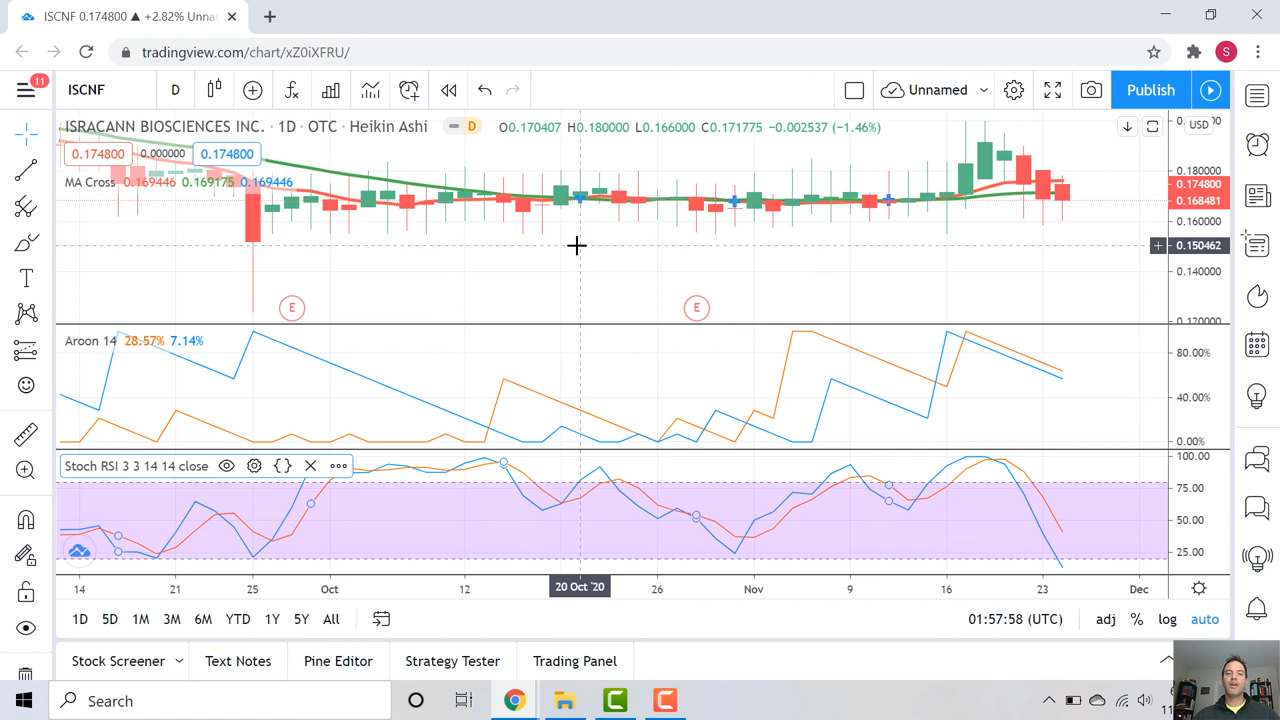 ISCNF 0.174800 ▲ +2.82% Unnam
tradingview.com/chart/xZ0iXFRU/
S
11
ISCNF
D
Unnamed
Publish
ISRACANN BIOSCIENCES INC. · 1D · OTC · Heikin Ashi
D
O0.170407 H0.180000 L0.166000 C0.171775 −0.002537 (−1.46%)
USD
0.174800 0.000000 0.174800
MA Cross 0.169446 0.169175 0.169446
0.180000
0.174800
0.168481
0.160000
0.150462
0.140000
0.120000
E
E
Aroon 14 28.57% 7.14%
80.00%
40.00%
0.00%
Stoch RSI 3 3 14 14 close
100.00
75.00
50.00
25.00
14 21 25 Oct 12 20 Oct '20 26 Nov 9 16 23 Dec
1D 5D 1M 3M 6M YTD 1Y 5Y All
01:57:58 (UTC) adj % log auto
Stock Screener Text Notes Pine Editor Strategy Tester Trading Panel
Search